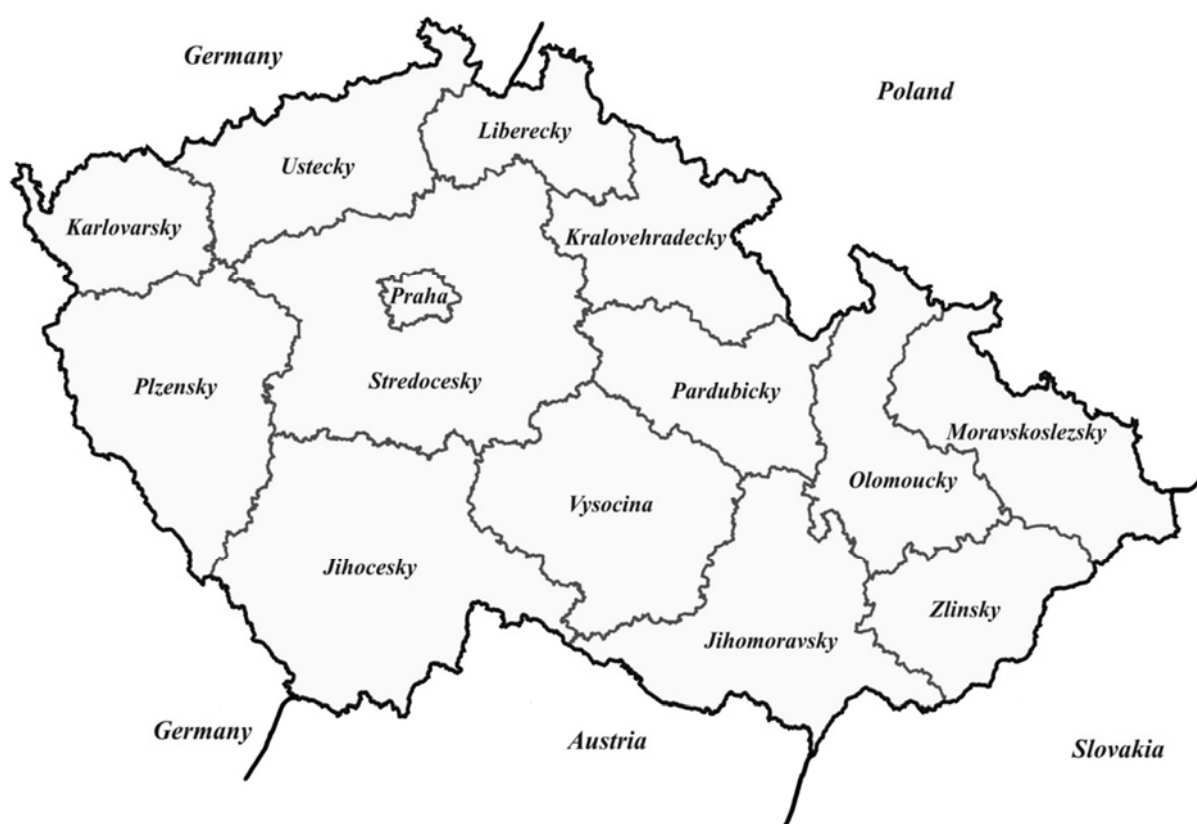 Germany
Poland
Liberecky
Ustecky
Karlovarsky
Kralovehradecky
Praha
Plzensky
Stredocesky
Pardubicky
Moravskoslezsky
Olomoucky
Vysocina
Jihocesky
Zlinsky
Jihomoravsky
Germany
Austria
Slovakia